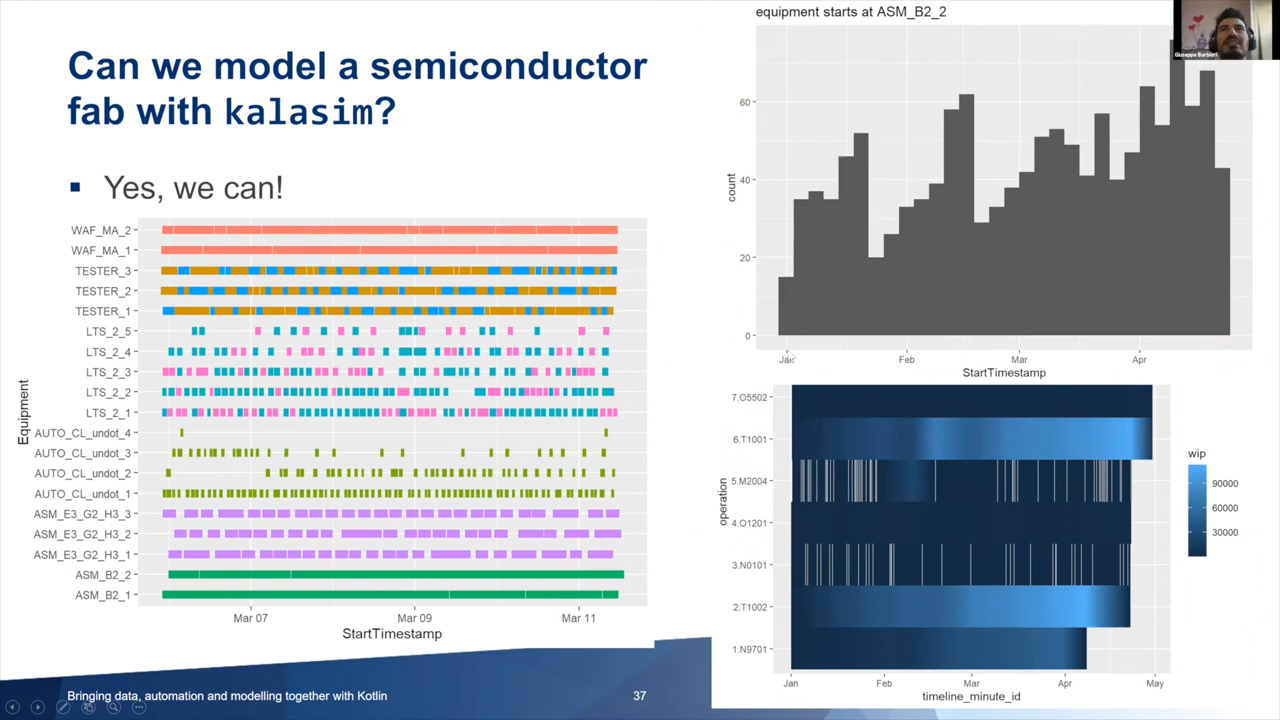 Can we model a semiconductor
fab with kalasim?
Yes, we can!
Equipment
WAF_MA_2
WAF_MA_1
TESTER_3
TESTER_2
TESTER_1
LTS_2_5
LTS_2_4
LTS_2_3
LTS_2_2
LTS_2_1
AUTO_CL_undot_4
AUTO_CL_undot_3
AUTO_CL_undot_2
AUTO_CL_undot_1
ASM_E3_G2_H3_3
ASM_E3_G2_H3_2
ASM_E3_G2_H3_1
ASM_B2_2
ASM_B2_1
Mar 07 Mar 09 Mar 11
StartTimestamp
equipment starts at ASM_B2_2
Giuseppe Barbieri
count
60
40
20
0
Jan Feb Mar Apr
StartTimestamp
operation
7.O5502
6.T1001
5.M2004
4.O1201
3.N0101
2.T1002
1.N9701
Jan Feb Mar Apr May
timeline_minute_id
wip
90000
60000
30000
Bringing data, automation and modelling together with Kotlin
37